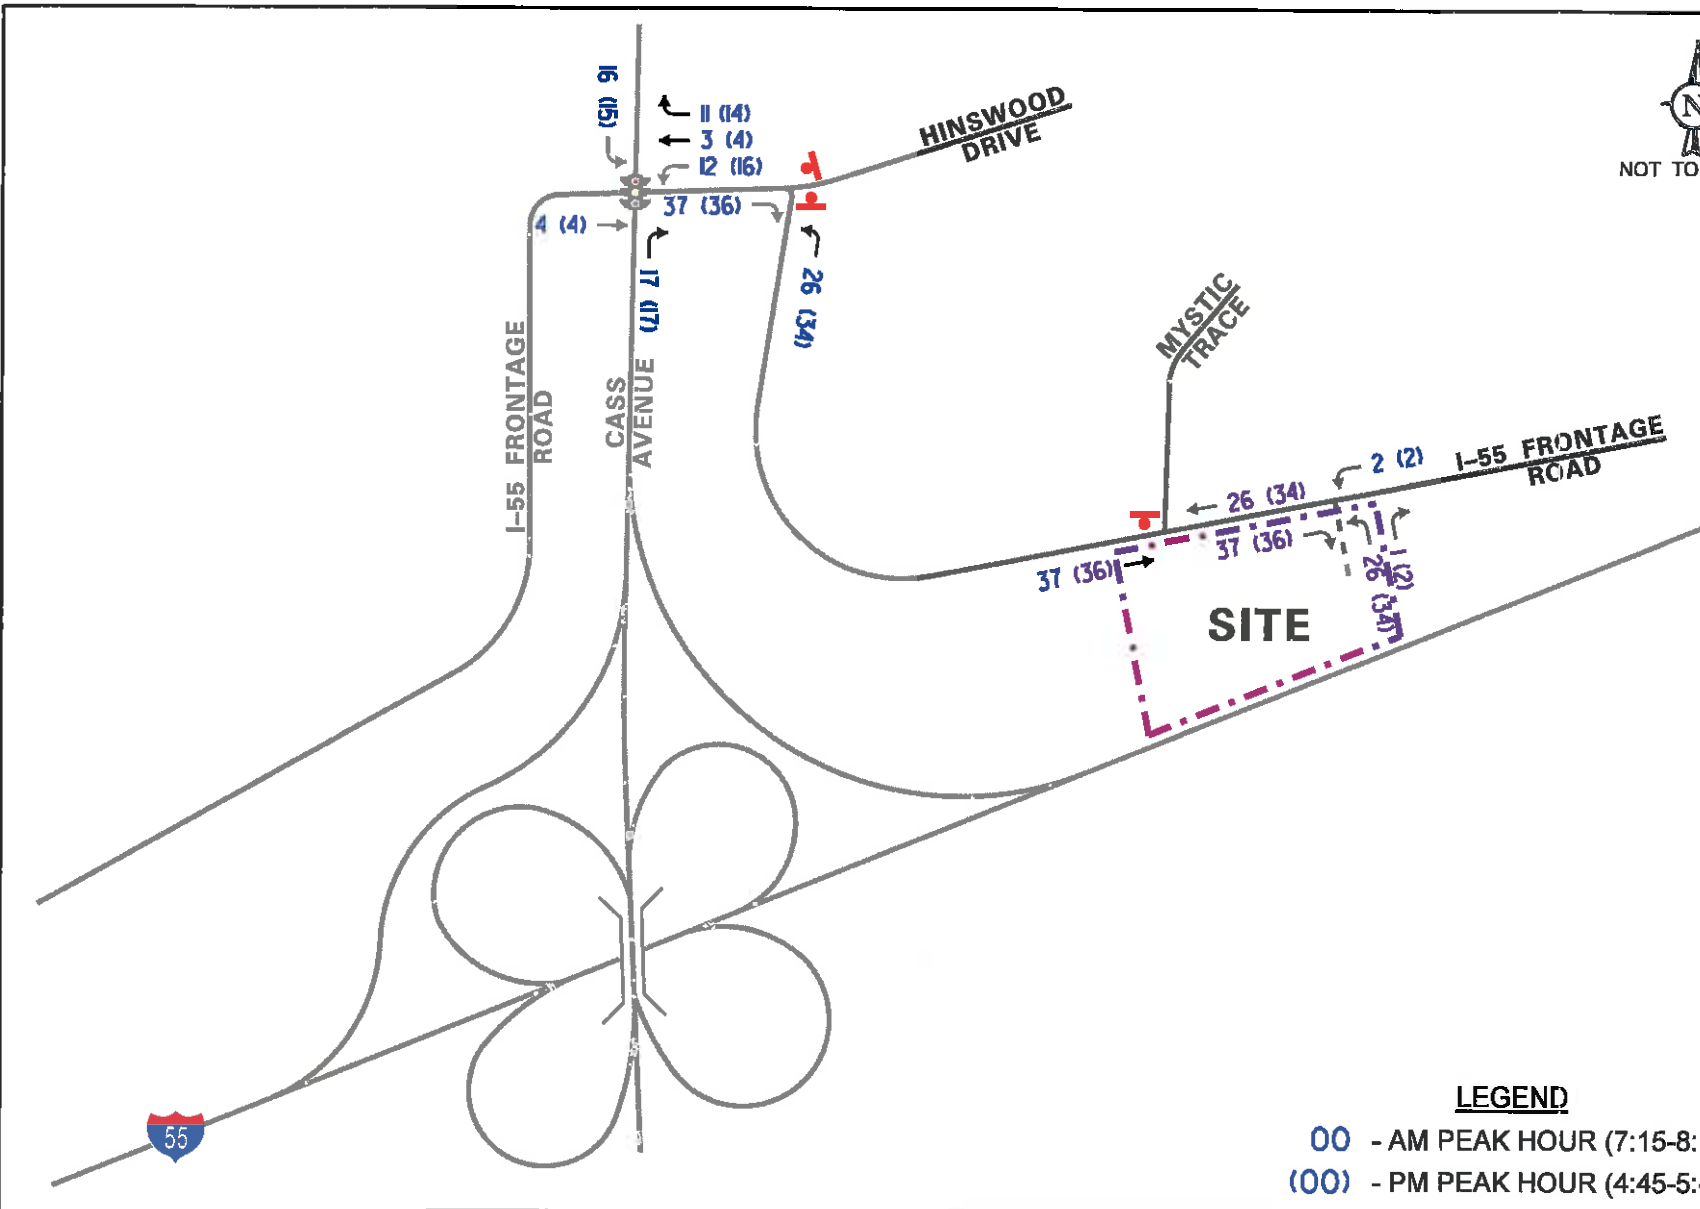 16 (15)
11 (14)
3 (4)
12 (16)
37 (36)
4 (4)
17 (17)
26 (34)
HINSWOOD
DRIVE
N
NOT TO
I-55 FRONTAGE
ROAD
CASS
AVENUE
MYSTIC
TRACE
2 (2)
I-55 FRONTAGE
ROAD
26 (34)
37 (36)
37 (36)
1 (2)
26 (34)
SITE
55
LEGEND
00 - AM PEAK HOUR (7:15-8:
(00) - PM PEAK HOUR (4:45-5: